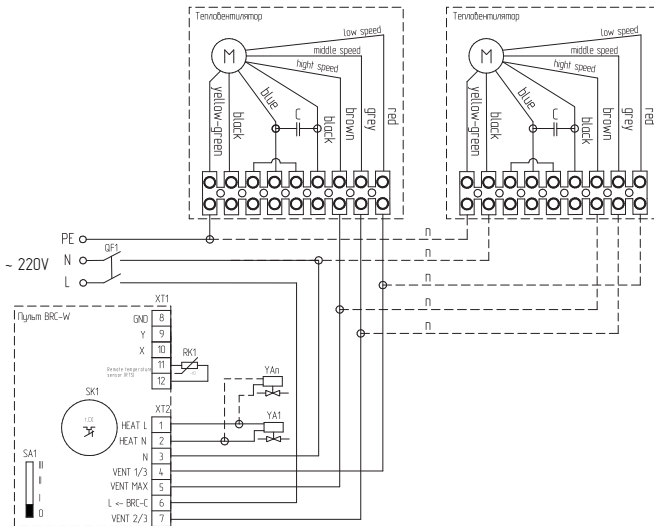 Тепловентилятор
Тепловентилятор
M
low speed
middle speed
hight speed
yellow-green
black
blue
C
black
brown
grey
red
M
low speed
middle speed
hight speed
yellow-green
black
blue
C
black
brown
grey
red
PE
N
QF1
L
~ 220V
n
n
n
n
n
Пульт BRC-W
XT1
GND 8
Y 9
X 10
11
12
RK1
Remote temperature
sensor (RTS)
SK1
YAn
YA1
XT2
HEAT L 1
HEAT N 2
N 3
VENT 1/3 4
VENT MAX 5
L <- BRC-C 6
VENT 2/3 7
SA1
III
II
I
0